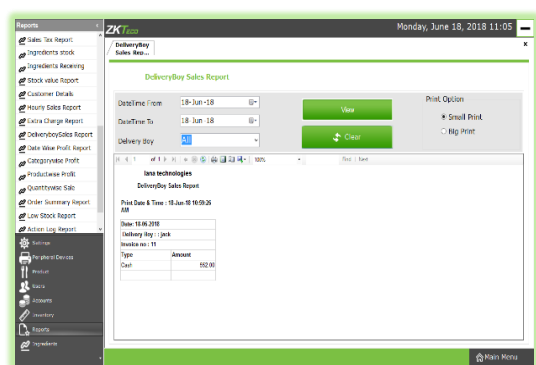 Reports
ZKTeco
Monday, June 18, 2018 11:05
Sales Tax Report
Ingredients stock
Ingredients Receiving
Stock value Report
Customer Details
Hourly Sales Report
Extra Charge Report
DeliveryboySales Report
Date Wise Profit Report
Categorywise Profit
Productwise Profit
Quantitywise Sale
Order Summary Report
Low Stock Report
Action Log Report
Settings
Peripheral Devices
Product
Users
Accounts
Inventory
Reports
Ingredients
DeliveryBoy
Sales Rep...
x
DeliveryBoy Sales Report
DateTime From
18-Jun-18
DateTime To
18-Jun-18
Delivery Boy
All
View
Clear
Print Option
Small Print
Big Print
1 of 1
100%
Find | Next
DeliveryBoy Sales Report
Print Date & Time : 18-Jun-18 10:59:26
AM
Date: 18-06-2018
Delivery Boy : : jack
Invoice no : 11
Type Amount
Cash 552.00
Main Menu